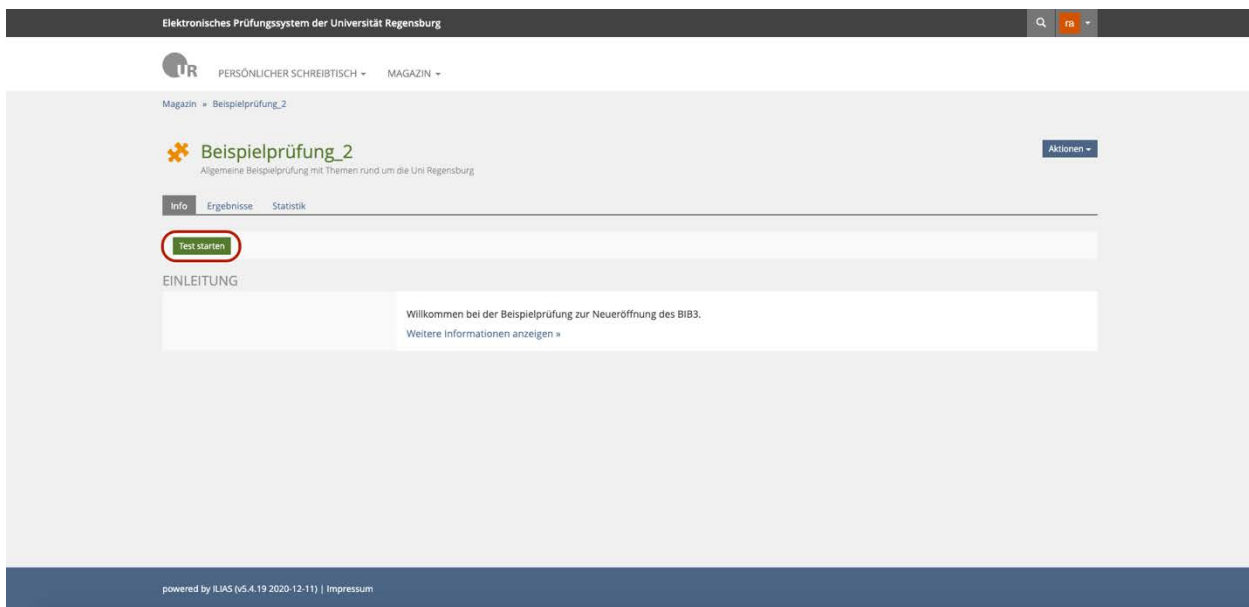 Elektronisches Prüfungssystem der Universität Regensburg
ra
UR
PERSÖNLICHER SCHREIBTISCH
MAGAZIN
Magazin » Beispielprüfung_2
Beispielprüfung_2
Aktionen
Allgemeine Beispielprüfung mit Themen rund um die Uni Regensburg
Info Ergebnisse Statistik
Test starten
EINLEITUNG
Willkommen bei der Beispielprüfung zur Neueröffnung des BIB3.
Weitere Informationen anzeigen »
powered by ILIAS (v5.4.19 2020-12-11) | Impressum